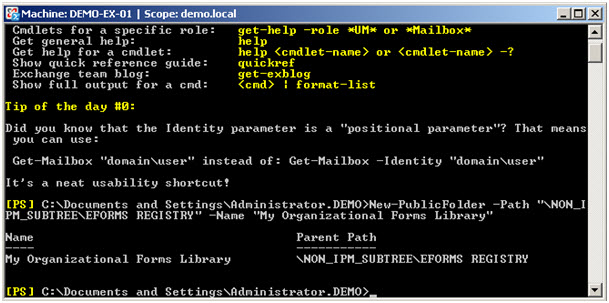 Machine: DEMO-EX-01 | Scope: demo.local
Cmdlets for a specific role: get-help -role *UM* or *Mailbox*
Get general help: help
Get help for a cmdlet: help <cmdlet-name> or <cmdlet-name> -?
Show quick reference guide: quickref
Exchange team blog: get-exblog
Show full output for a cmd: <cmd> | format-list
Tip of the day #0:
Did you know that the Identity parameter is a "positional parameter"? That means
you can use:
Get-Mailbox "domain\user" instead of: Get-Mailbox -Identity "domain\user"
It's a neat usability shortcut!
[PS] C:\Documents and Settings\Administrator.DEMO>New-PublicFolder -Path "\NON_I
PM_SUBTREE\EFORMS REGISTRY" -Name "My Organizational Forms Library"
Name Parent Path
---- -----------
My Organizational Forms Library \NON_IPM_SUBTREE\EFORMS REGISTRY
[PS] C:\Documents and Settings\Administrator.DEMO>_